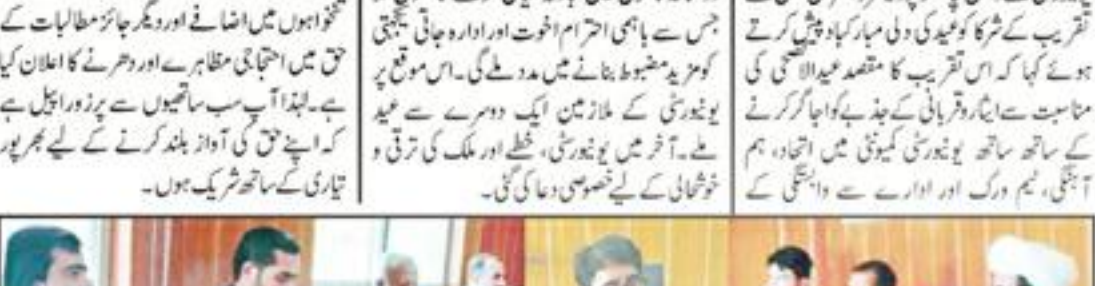 تقریب کے شرکا کو عید کی دلی مبارکباد پیش کرتے
ہوئے کہا کہ اس تقریب کا مقصد عیدالاضحی کی
مناسبت سے ایثار و قربانی کے جذبے کو اجاگر کرنے
کے ساتھ ساتھ یونیورسٹی کمیونٹی میں اتحاد، ہم
آہنگی، ٹیم ورک اور ادارے سے وابستگی کے
جس سے باہمی احترام اخوت اور ادارہ جاتی یکجہتی
کو مزید مضبوط بنانے میں مدد ملے گی۔ اس موقع پر
یونیورسٹی کے ملازمین ایک دوسرے سے عید
ملے۔ آخر میں یونیورسٹی، خطے اور ملک کی ترقی و
خوشحالی کے لیے خصوصی دعا کی گئی۔
تنخواہوں میں اضافے اور دیگر جائز مطالبات کے
حق میں احتجاجی مظاہرے اور دھرنے کا اعلان کیا
ہے۔ لہٰذا آپ سب ساتھیوں سے پرزور اپیل ہے
کہ اپنے حق کی آواز بلند کرنے کے لیے بھرپور
تیاری کے ساتھ شریک ہوں۔